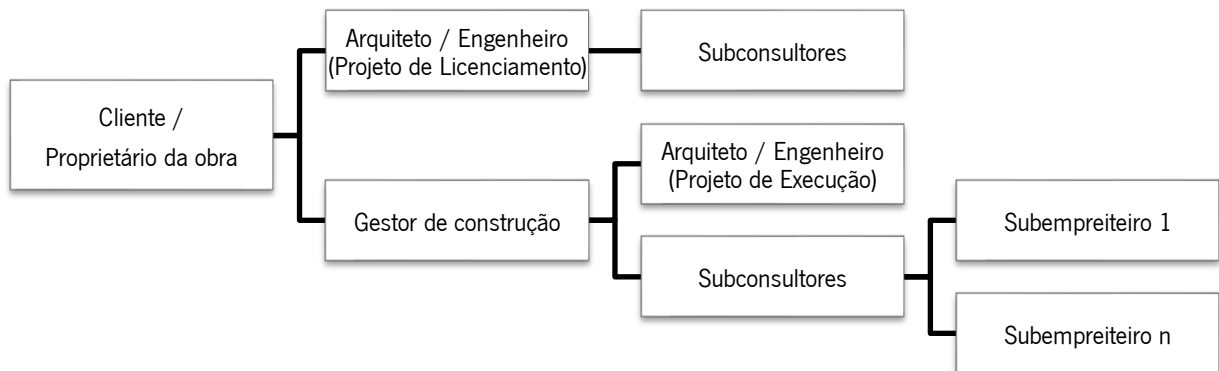 Arquiteto / Engenheiro
(Projeto de Licenciamento)
Subconsultores
Cliente /
Proprietário da obra
Arquiteto / Engenheiro
(Projeto de Execução)
Gestor de construção
Subconsultores
Subempreiteiro 1
Subempreiteiro n